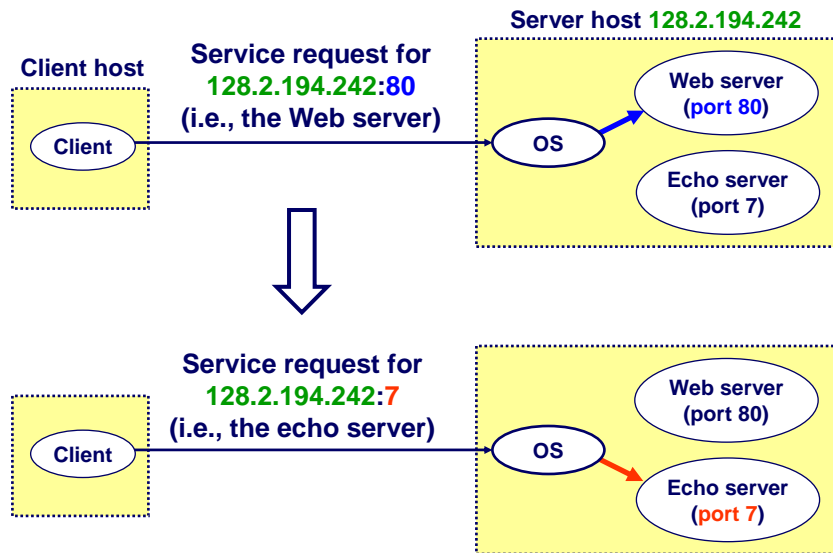 Server host 128.2.194.242
Service request for
128.2.194.242:80
(i.e., the Web server)
Client host
Client
OS
Web server
(port 80)
Echo server
(port 7)
Service request for
128.2.194.242:7
(i.e., the echo server)
Client
OS
Web server
(port 80)
Echo server
(port 7)